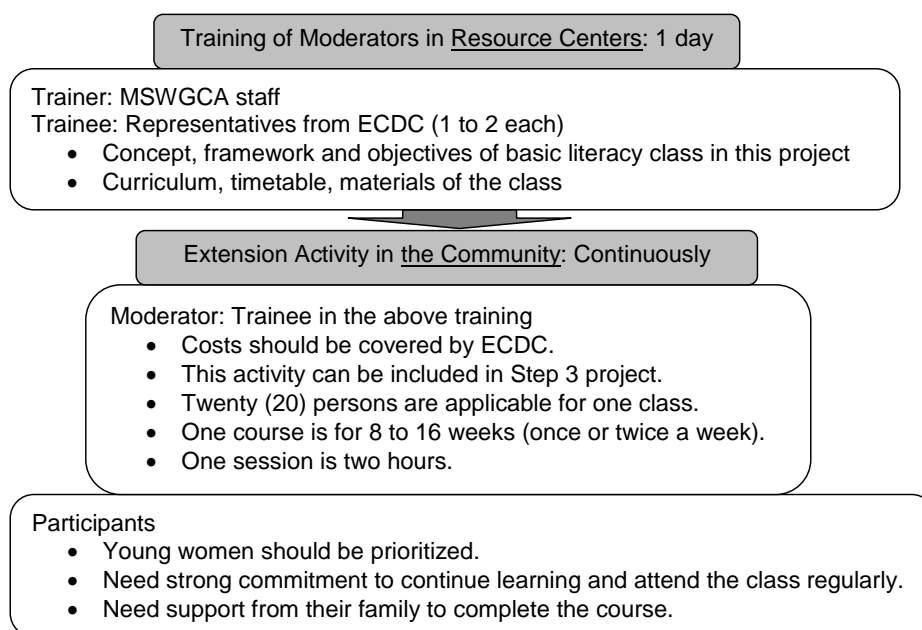 Training of Moderators in Resource Centers: 1 day
Trainer: MSWGCA staff
Trainee: Representatives from ECDC (1 to 2 each)
• Concept, framework and objectives of basic literacy class in this project
• Curriculum, timetable, materials of the class
Extension Activity in the Community: Continuously
Moderator: Trainee in the above training
• Costs should be covered by ECDC.
• This activity can be included in Step 3 project.
• Twenty (20) persons are applicable for one class.
• One course is for 8 to 16 weeks (once or twice a week).
• One session is two hours.
Participants
• Young women should be prioritized.
• Need strong commitment to continue learning and attend the class regularly.
• Need support from their family to complete the course.